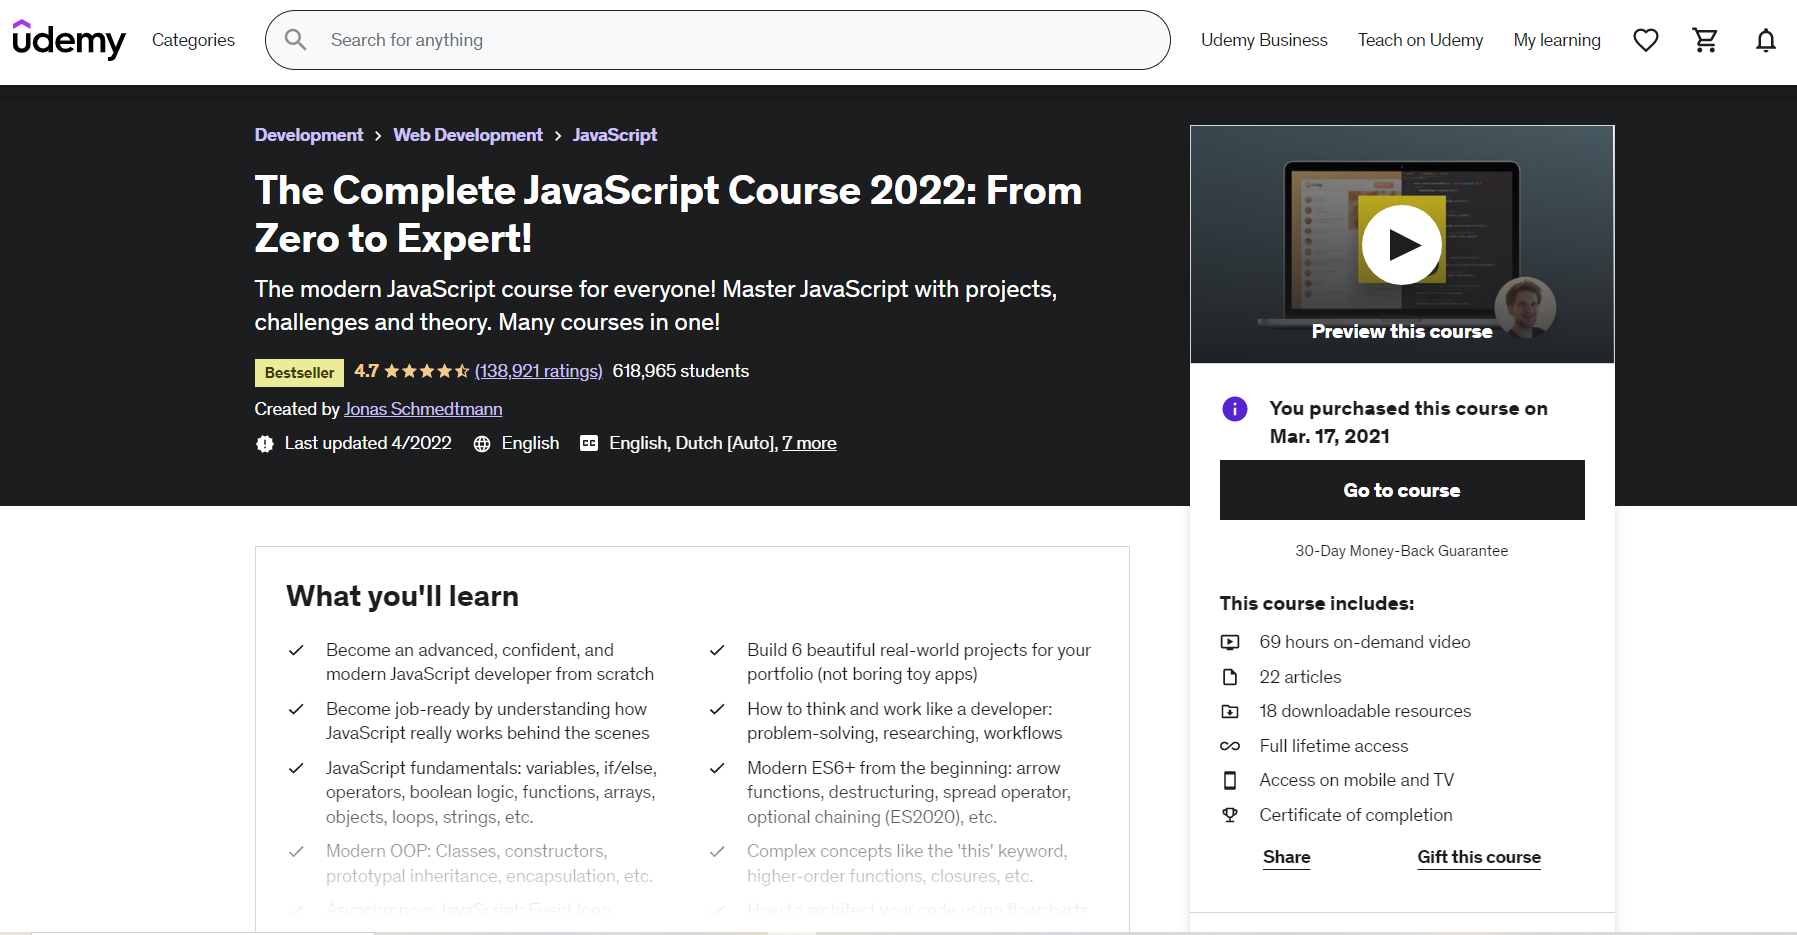 udemy
Categories
Search for anything
Udemy Business
Teach on Udemy
My learning
Development > Web Development > JavaScript
The Complete JavaScript Course 2022: From
Zero to Expert!
The modern JavaScript course for everyone! Master JavaScript with projects,
challenges and theory. Many courses in one!
Bestseller 4.7 (138,921 ratings) 618,965 students
Created by Jonas Schmedtmann
Last updated 4/2022 English CC English, Dutch [Auto], 7 more
Preview this course
You purchased this course on
Mar. 17, 2021
Go to course
30-Day Money-Back Guarantee
This course includes:
69 hours on-demand video
22 articles
18 downloadable resources
Full lifetime access
Access on mobile and TV
Certificate of completion
Share
Gift this course
What you'll learn
Become an advanced, confident, and
modern JavaScript developer from scratch
Build 6 beautiful real-world projects for your
portfolio (not boring toy apps)
Become job-ready by understanding how
JavaScript really works behind the scenes
How to think and work like a developer:
problem-solving, researching, workflows
JavaScript fundamentals: variables, if/else,
operators, boolean logic, functions, arrays,
objects, loops, strings, etc.
Modern ES6+ from the beginning: arrow
functions, destructuring, spread operator,
optional chaining (ES2020), etc.
Modern OOP: Classes, constructors,
prototypal inheritance, encapsulation, etc.
Complex concepts like the 'this' keyword,
higher-order functions, closures, etc.
Asynchronous JavaScript: Event loop,
How to architect your code using flowcharts